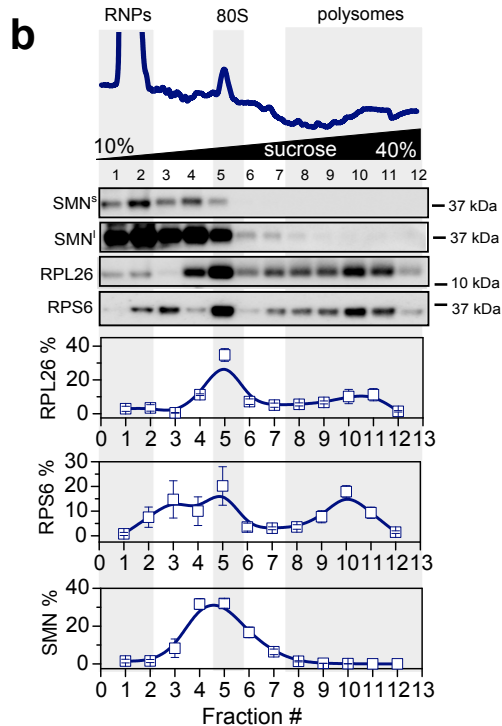 b
RNPs 80S polysomes
10% sucrose 40%
1 2 3 4 5 6 7 8 9 10 11 12
SMNˢ 37 kDa
SMNˡ 37 kDa
RPL26 10 kDa
RPS6 37 kDa
RPL26 %
40
20
0
0 1 2 3 4 5 6 7 8 9 10 11 12 13
RPS6 %
30
20
10
0
0 1 2 3 4 5 6 7 8 9 10 11 12 13
SMN %
40
20
0
0 1 2 3 4 5 6 7 8 9 10 11 12 13
Fraction #